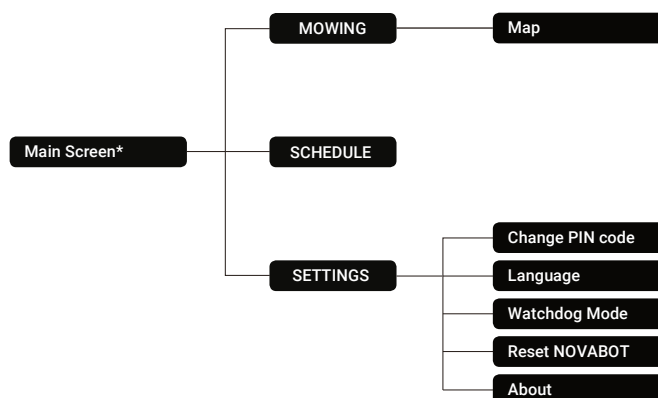 MOWING
Map
Main Screen*
SCHEDULE
SETTINGS
Change PIN code
Language
Watchdog Mode
Reset NOVABOT
About